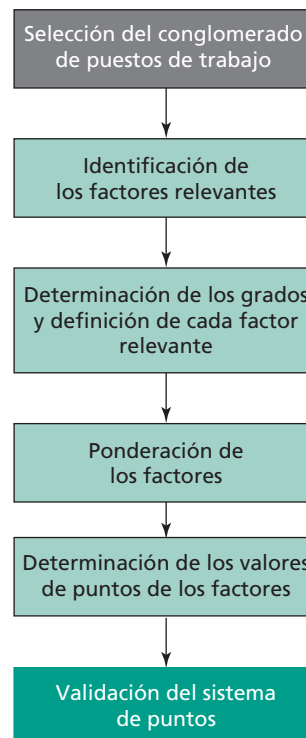 Selección del conglomerado
de puestos de trabajo
Identificación de
los factores relevantes
Determinación de los grados
y definición de cada factor
relevante
Ponderación de
los factores
Determinación de los valores
de puntos de los factores
Validación del sistema
de puntos